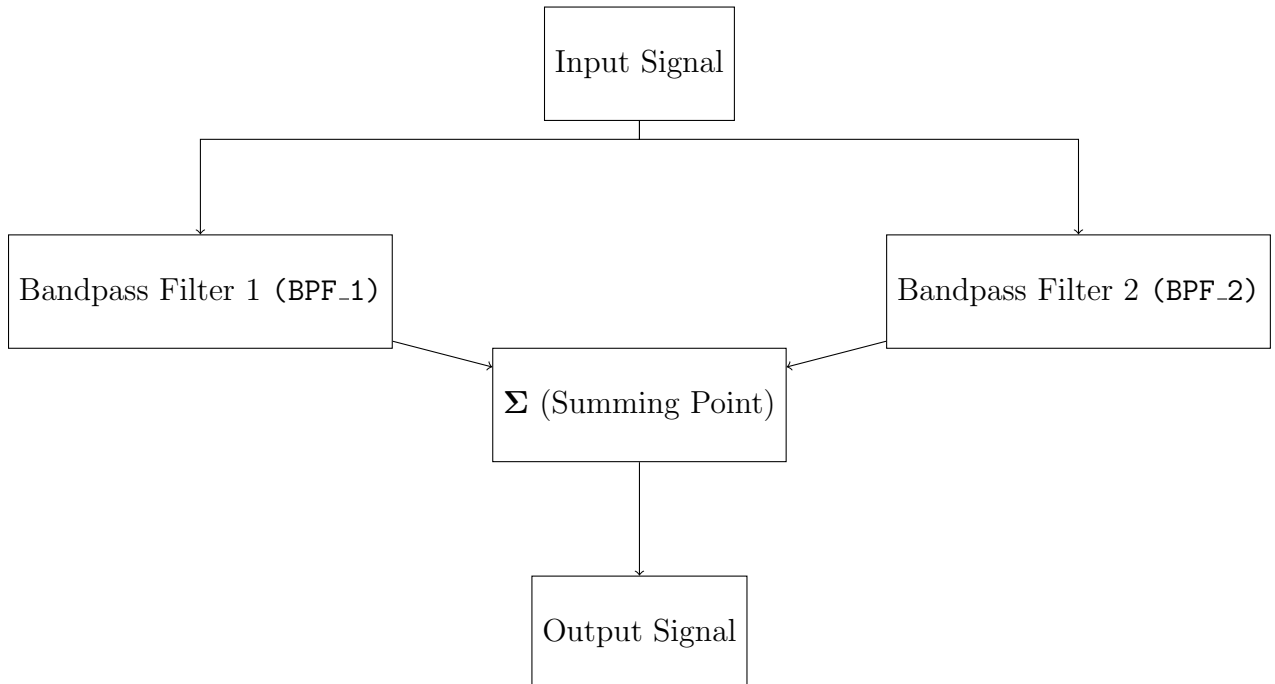 Input Signal
Bandpass Filter 1 (BPF_1)
Bandpass Filter 2 (BPF_2)
Σ (Summing Point)
Output Signal